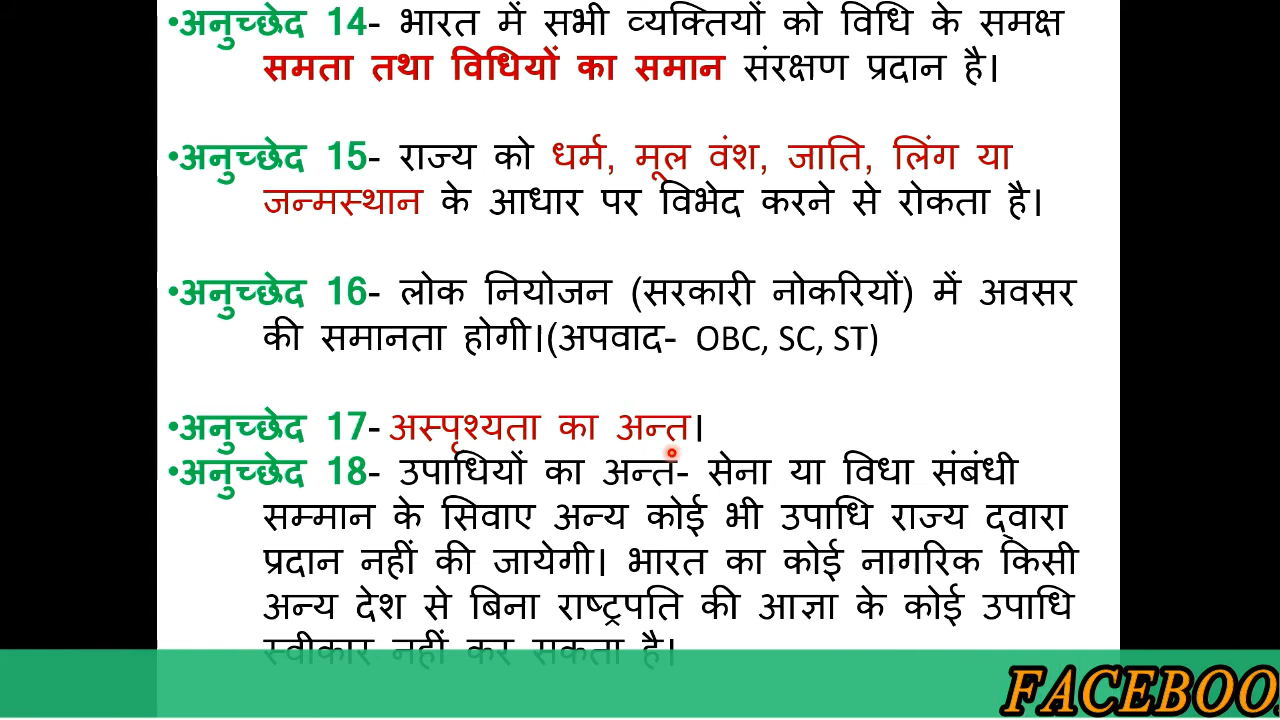 •अनुच्छेद 14- भारत में सभी व्यक्तियों को विधि के समक्ष
समता तथा विधियों का समान संरक्षण प्रदान है।
•अनुच्छेद 15- राज्य को धर्म, मूल वंश, जाति, लिंग या
जन्मस्थान के आधार पर विभेद करने से रोकता है।
•अनुच्छेद 16- लोक नियोजन (सरकारी नोकरियों) में अवसर
की समानता होगी।(अपवाद- OBC, SC, ST)
•अनुच्छेद 17- अस्पृश्यता का अन्त।
•अनुच्छेद 18- उपाधियों का अन्त- सेना या विधा संबंधी
सम्मान के सिवाए अन्य कोई भी उपाधि राज्य द्वारा
प्रदान नहीं की जायेगी। भारत का कोई नागरिक किसी
अन्य देश से बिना राष्ट्रपति की आज्ञा के कोई उपाधि
स्वीकार नहीं कर सकता है।
FACEBOO